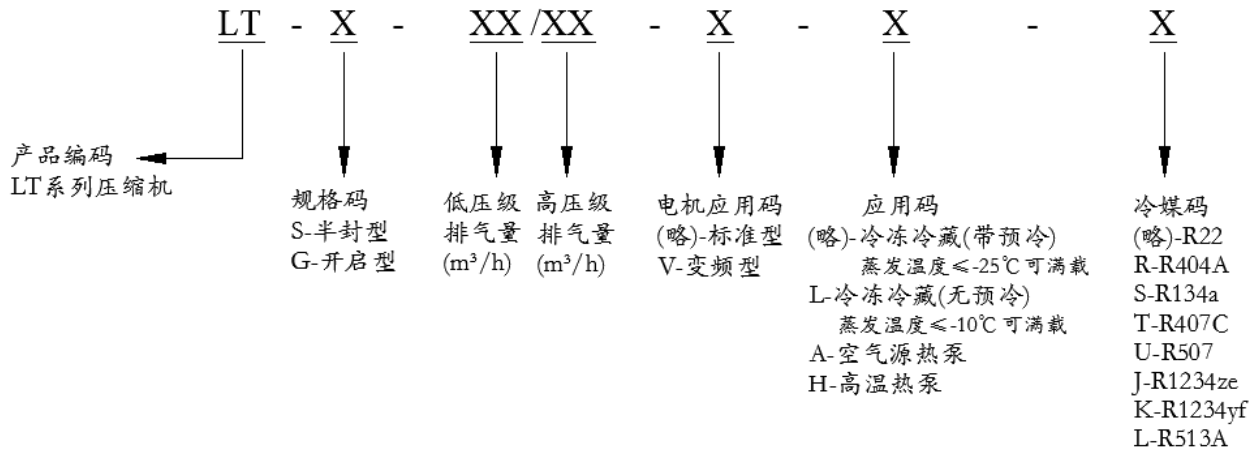 LT - X - XX/XX - X - X - X
产品编码
LT系列压缩机
规格码
S-半封型
G-开启型
低压级
排气量
(m³/h)
高压级
排气量
(m³/h)
电机应用码
(略)-标准型
V-变频型
应用码
(略)-冷冻冷藏(带预冷)
蒸发温度≤-25℃可满载
L-冷冻冷藏(无预冷)
蒸发温度≤-10℃可满载
A-空气源热泵
H-高温热泵
冷媒码
(略)-R22
R-R404A
S-R134a
T-R407C
U-R507
J-R1234ze
K-R1234yf
L-R513A